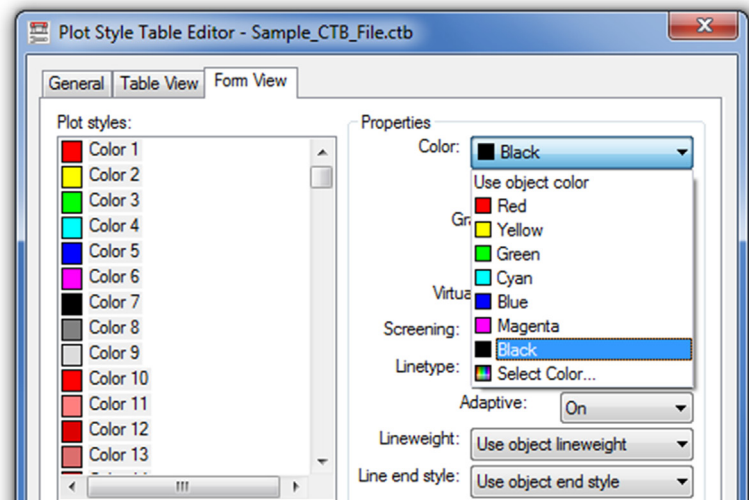 Plot Style Table Editor - Sample_CTB_File.ctb
General Table View Form View
Plot styles:
Color 1
Color 2
Color 3
Color 4
Color 5
Color 6
Color 7
Color 8
Color 9
Color 10
Color 11
Color 12
Color 13
Properties
Color: Black
Use object color
Red
Yellow
Green
Cyan
Blue
Magenta
Black
Select Color...
Gra
Virtua
Screening:
Linetype:
Adaptive: On
Lineweight: Use object lineweight
Line end style: Use object end style